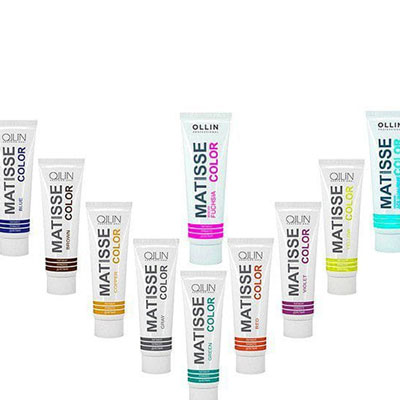 OLLIN
PROFESSIONAL
MATISSE
COLOR
FUCHSIA
OLLIN
MATISSE
COLOR
BLUE
OLLIN
MATISSE
COLOR
BROWN
OLLIN
MATISSE
COLOR
COPPER
OLLIN
MATISSE
COLOR
GRAY
OLLIN
MATISSE
COLOR
GREEN
OLLIN
MATISSE
COLOR
RED
OLLIN
MATISSE
COLOR
VIOLET
OLLIN
MATISSE
COLOR
OLLIN
MATISSE
COLOR